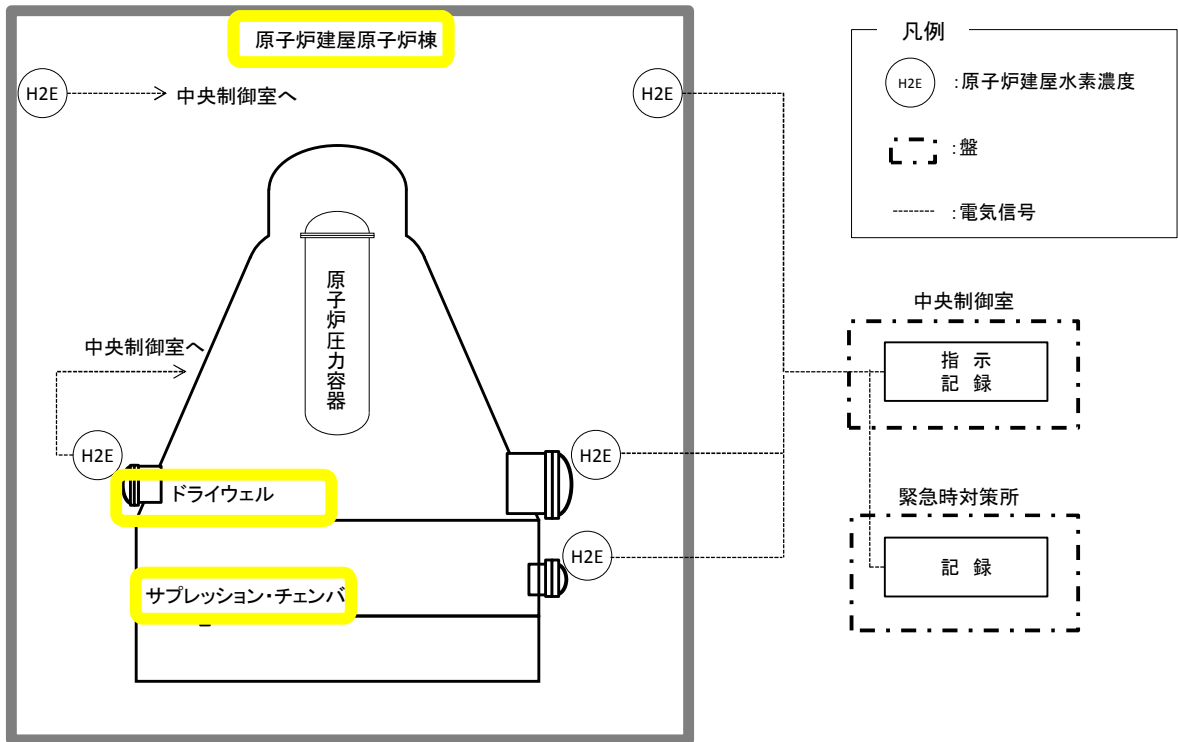 原子炉建屋原子炉棟
H2E
中央制御室へ
H2E
原子炉圧力容器
中央制御室へ
H2E
H2E
ドライウェル
H2E
サプレッション・チェンバ
凡例
H2E
:原子炉建屋水素濃度
:盤
:電気信号
中央制御室
指 示
記 録
緊急時対策所
記 録